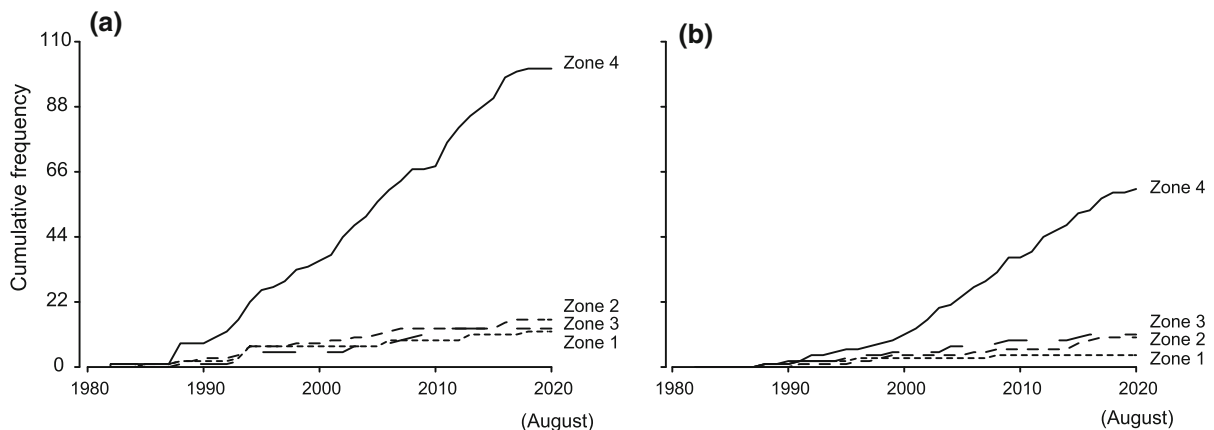 (a)
110
88
66
44
22
0
Cumulative frequency
Zone 4
Zone 2
Zone 3
Zone 1
1980 1990 2000 2010 2020
(August)
(b)
Zone 4
Zone 3
Zone 2
Zone 1
1980 1990 2000 2010 2020
(August)